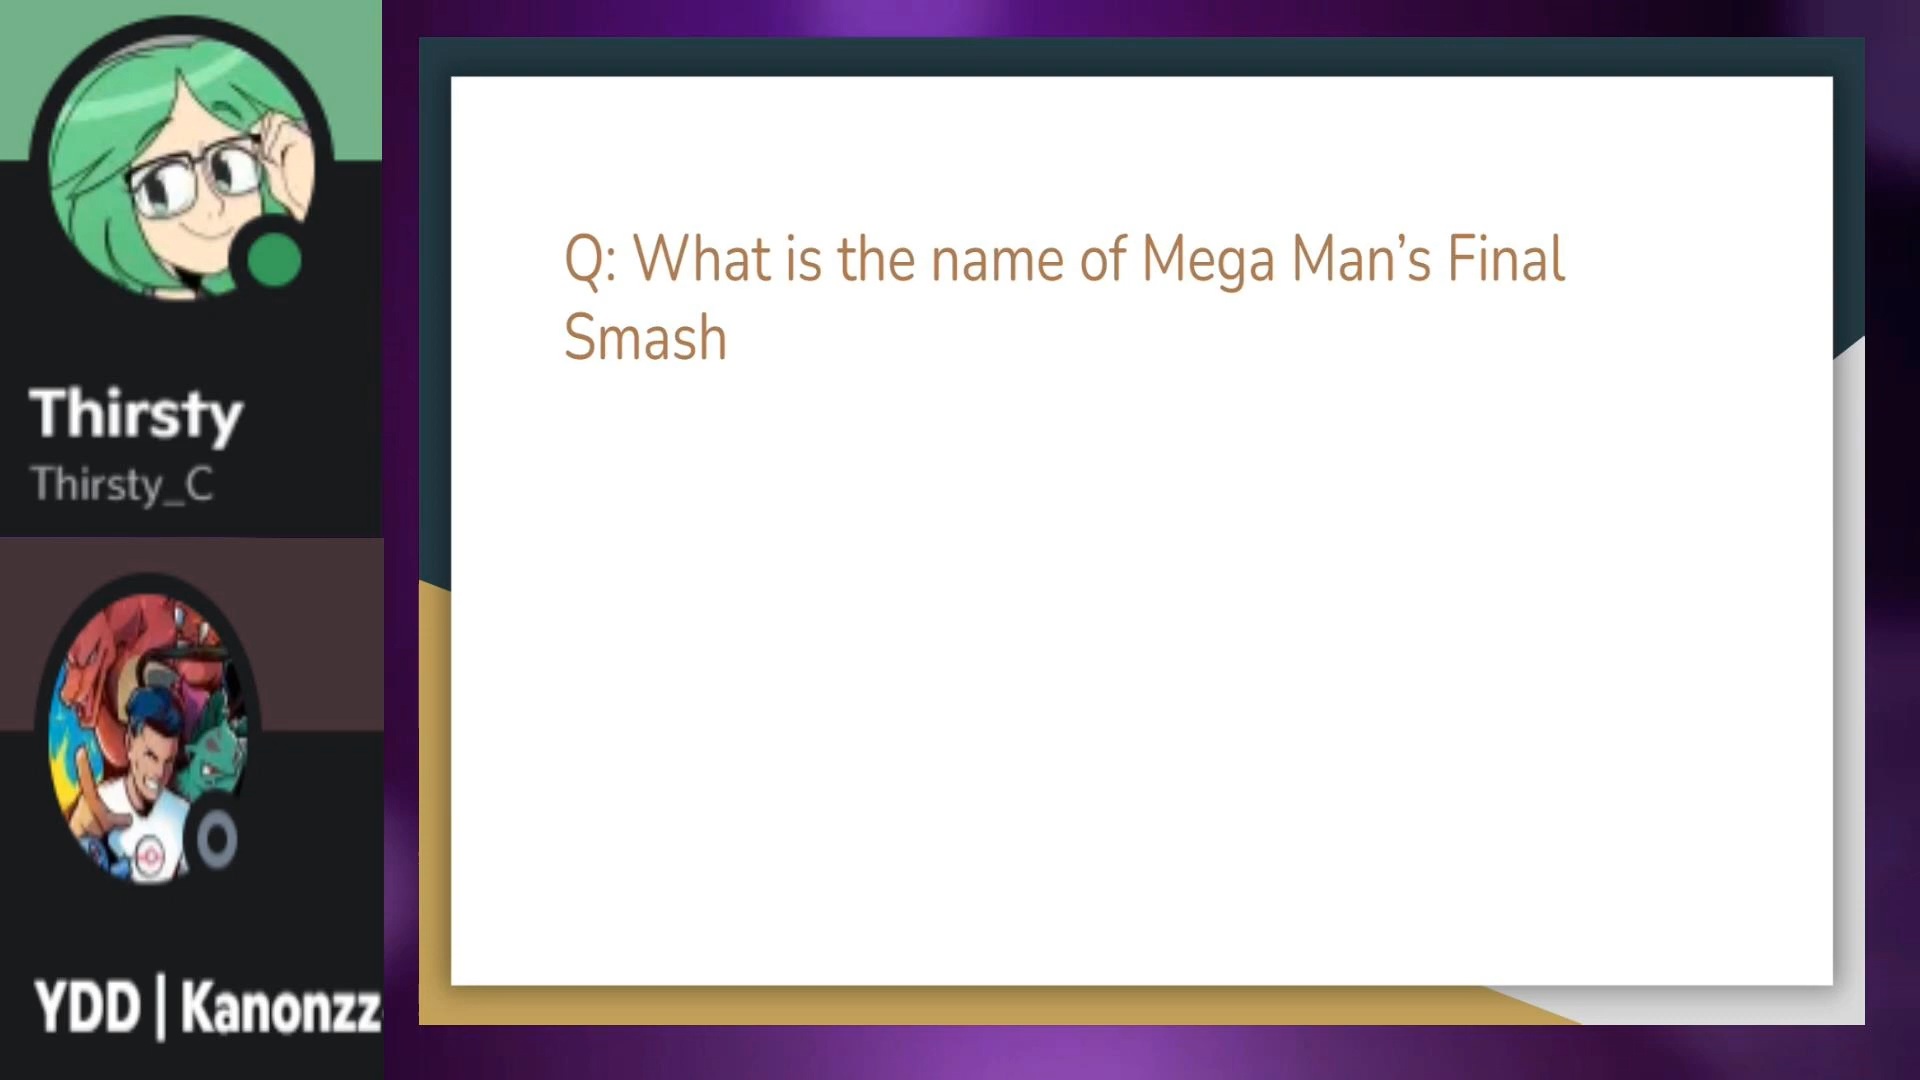 Thirsty
Thirsty_C
YDD | Kanonzz
Q: What is the name of Mega Man’s Final
Smash